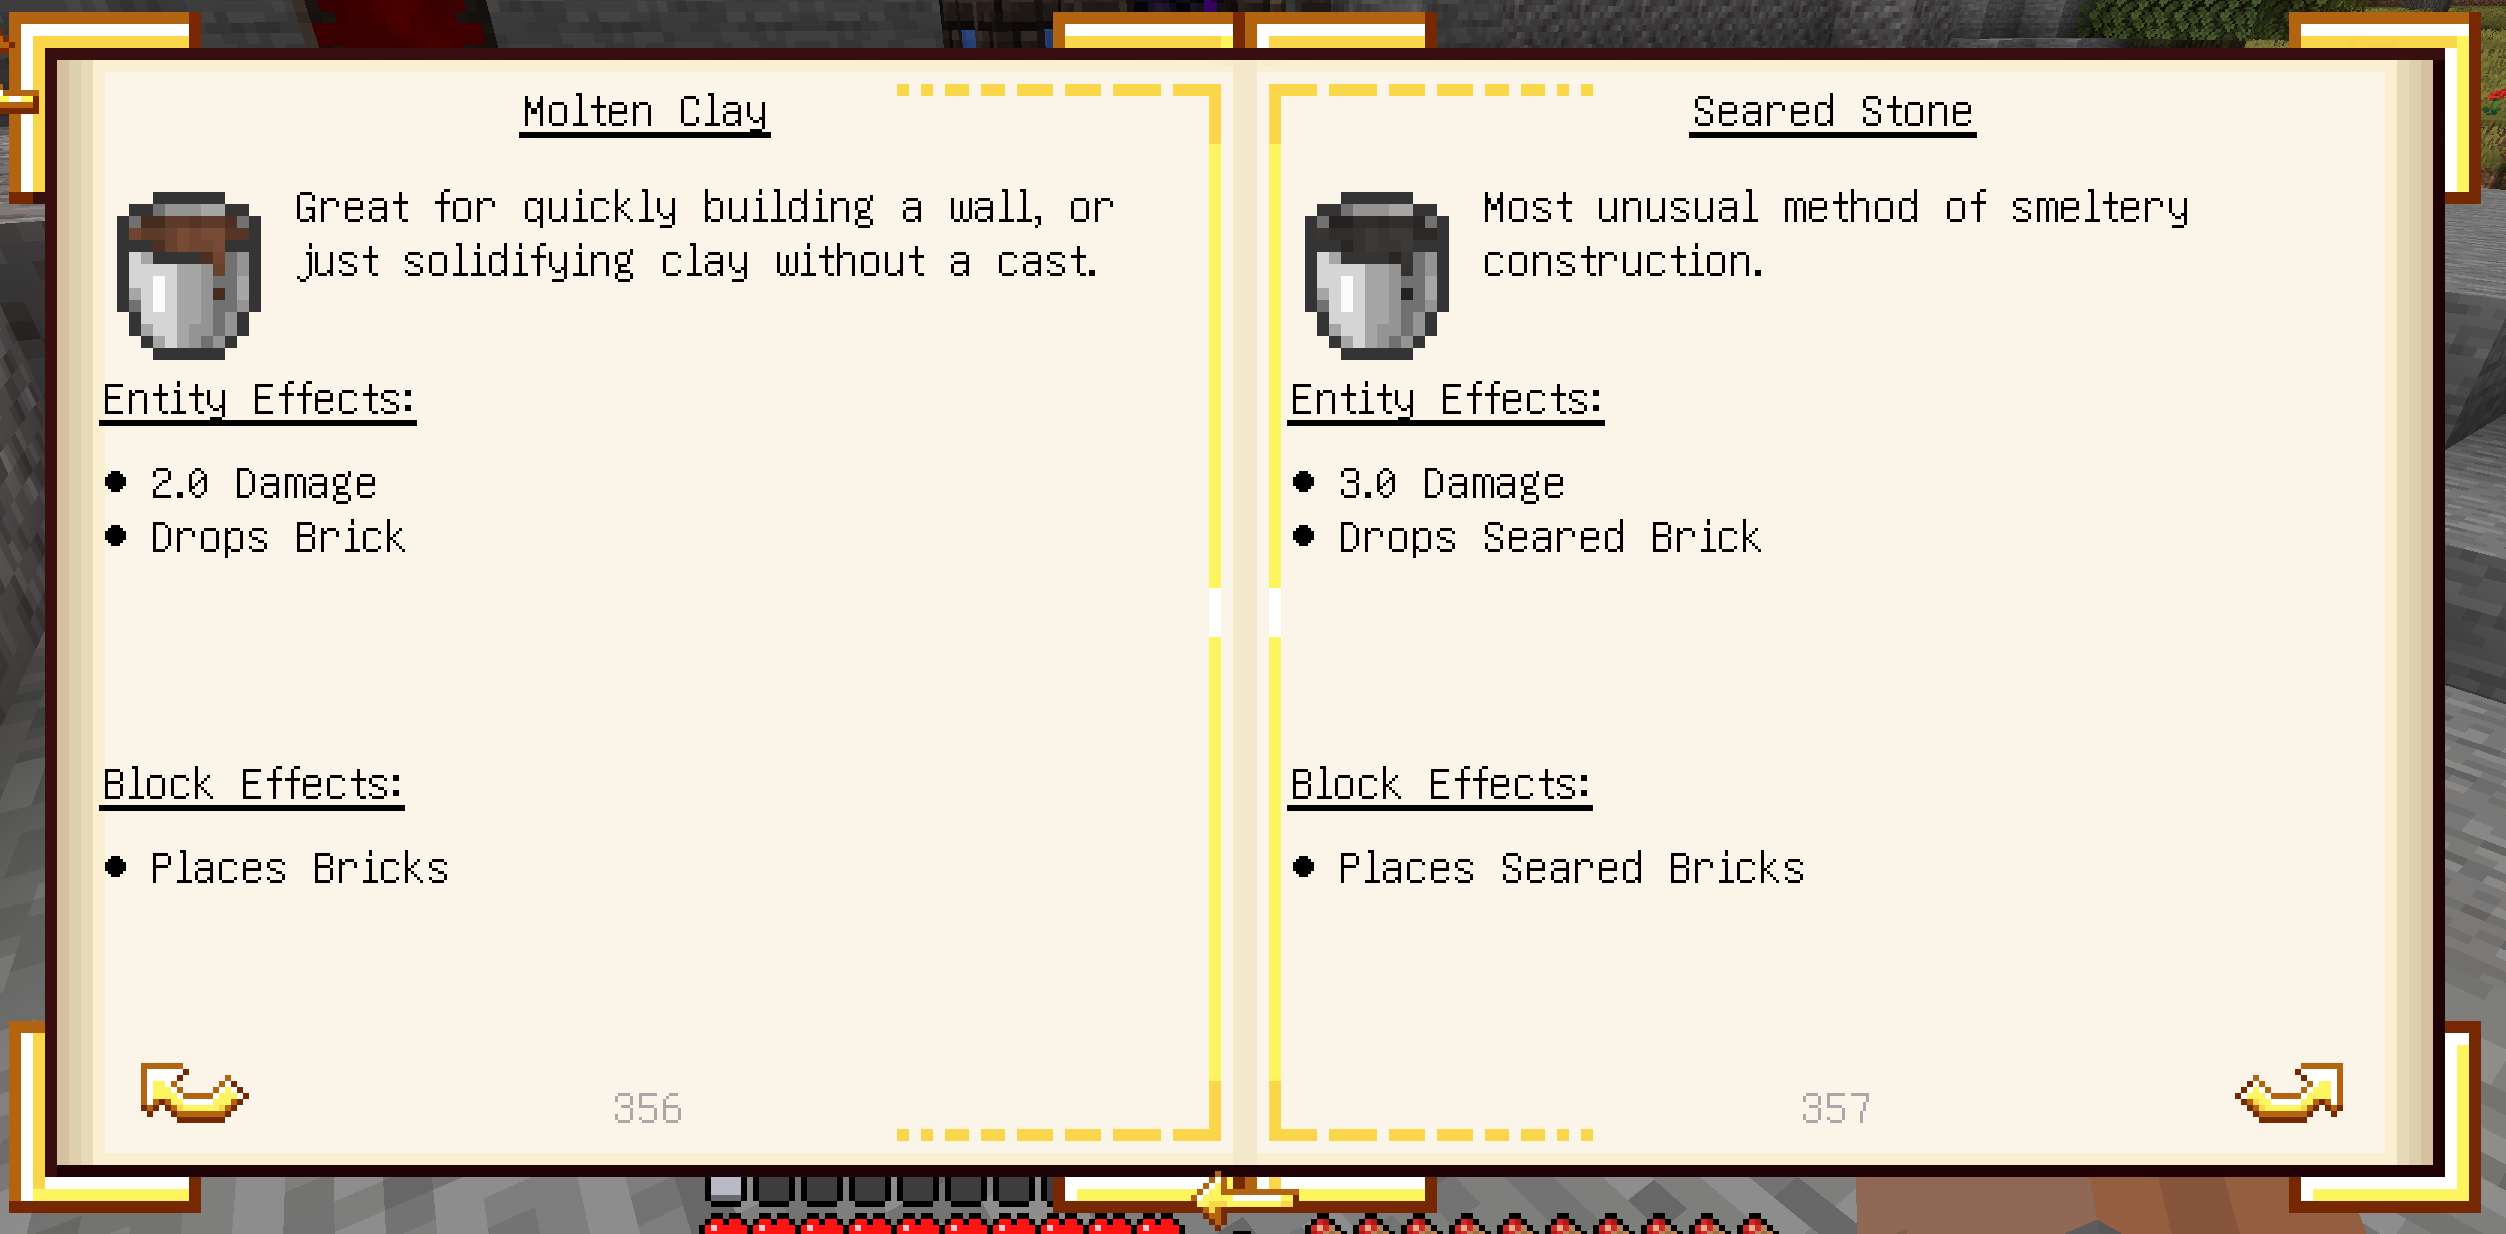 Molten Clay
Great for quickly building a wall, or
just solidifying clay without a cast.
Entity Effects:
● 2.0 Damage
● Drops Brick
Block Effects:
● Places Bricks
356
Seared Stone
Most unusual method of smeltery
construction.
Entity Effects:
● 3.0 Damage
● Drops Seared Brick
Block Effects:
● Places Seared Bricks
357